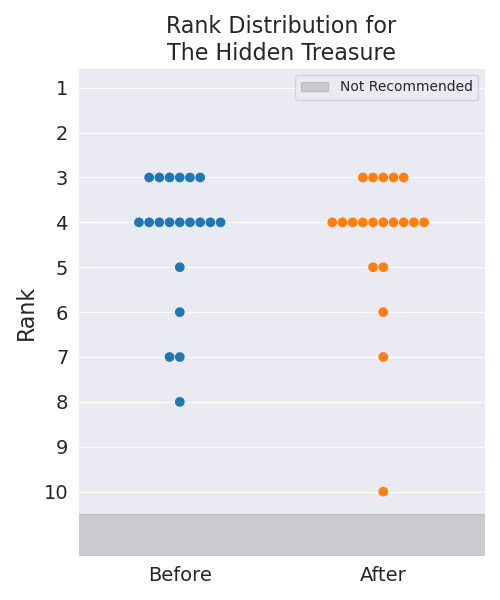 Rank Distribution for
The Hidden Treasure
Not Recommended
1
2
3
4
5
6
7
8
9
10
Rank
Before
After